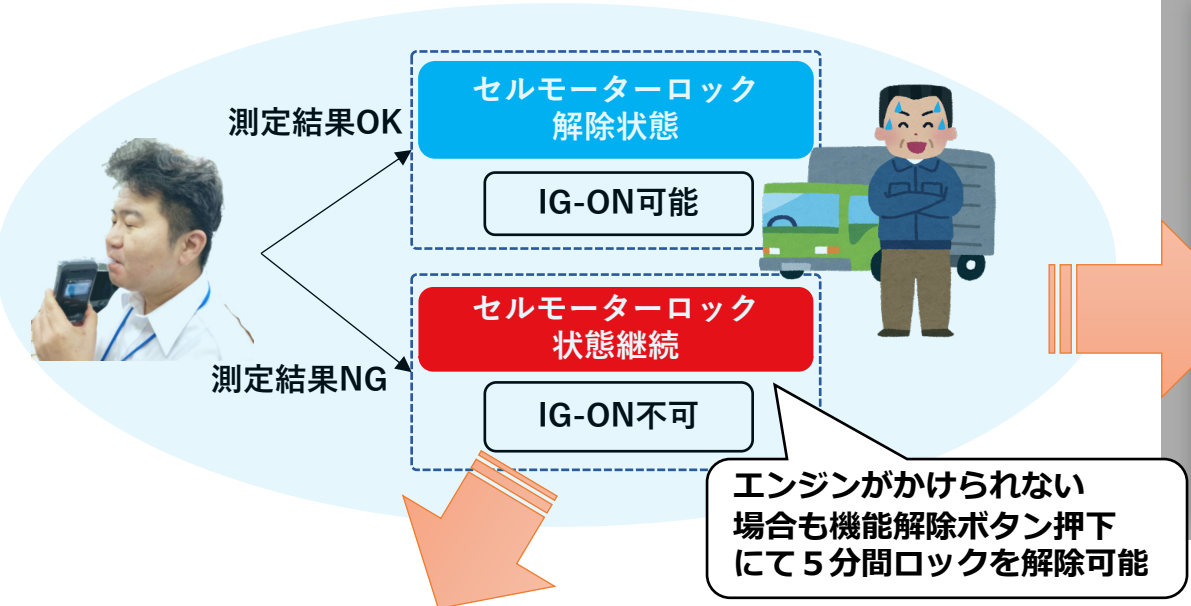 測定結果OK
セルモーターロック
解除状態
IG-ON可能
測定結果NG
セルモーターロック
状態継続
IG-ON不可
エンジンがかけられない
場合も機能解除ボタン押下
にて５分間ロックを解除可能